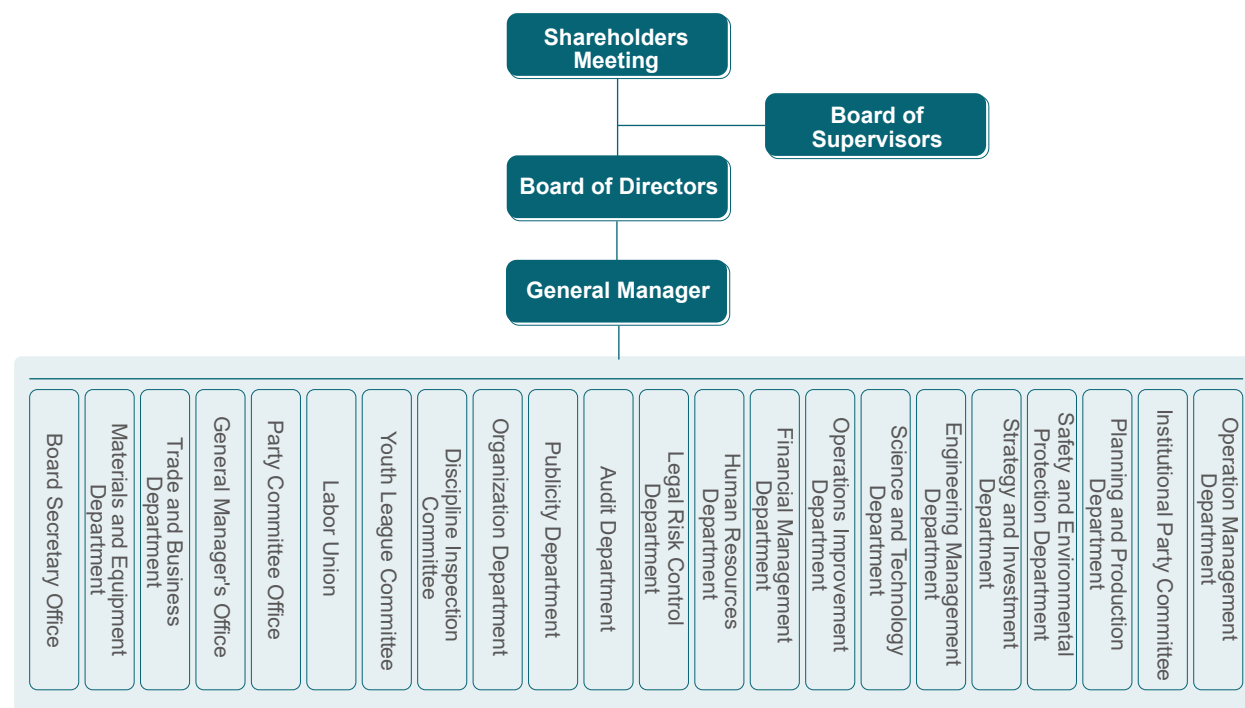 Shareholders
Meeting
Board of
Supervisors
Board of Directors
General Manager
Board Secretary Office
Materials and Equipment
Department
Trade and Business
Department
General Manager's Office
Party Committee Office
Labor Union
Youth League Committee
Discipline Inspection
Committee
Organization Department
Publicity Department
Audit Department
Legal Risk Control
Department
Human Resources
Department
Financial Management
Department
Operations Improvement
Department
Science and Technology
Department
Engineering Management
Department
Strategy and Investment
Department
Safety and Environmental
Protection Department
Planning and Production
Department
Institutional Party Committee
Operation Management
Department